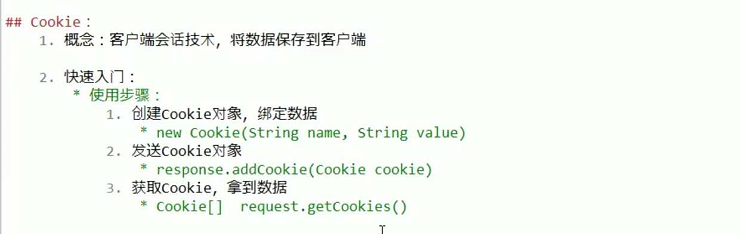 ## Cookie：
1. 概念：客户端会话技术，将数据保存到客户端
2. 快速入门：
* 使用步骤：
1. 创建Cookie对象，绑定数据
* new Cookie(String name, String value)
2. 发送Cookie对象
* response.addCookie(Cookie cookie)
3. 获取Cookie，拿到数据
* Cookie[]  request.getCookies()